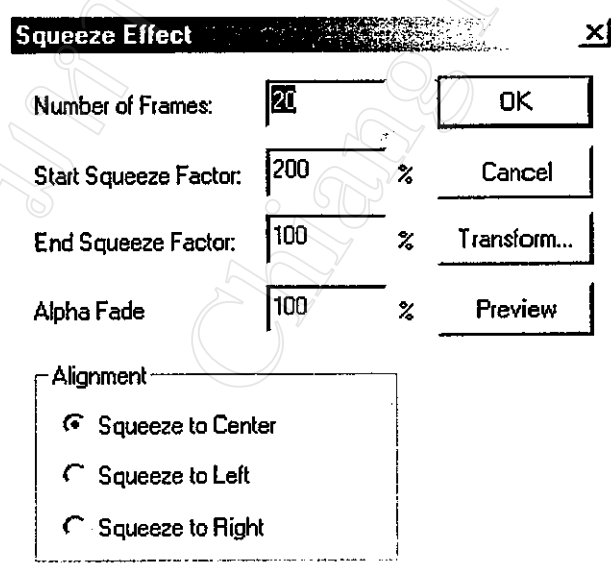 Squeeze Effect
Number of Frames: 20 OK
Start Squeeze Factor: 200 % Cancel
End Squeeze Factor: 100 % Transform...
Alpha Fade 100 % Preview
Alignment
Squeeze to Center
Squeeze to Left
Squeeze to Right
Chiang